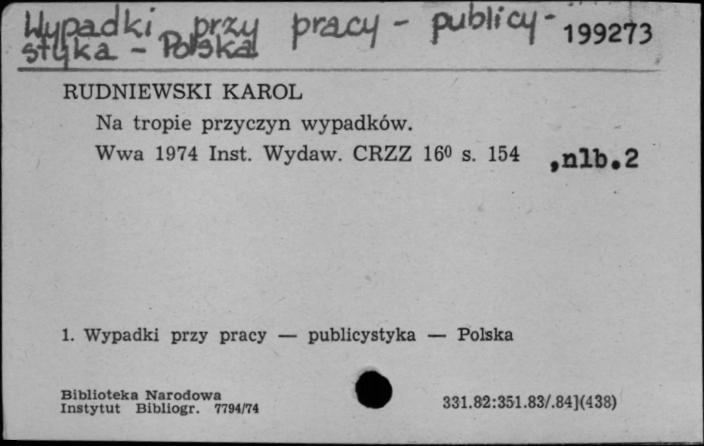 Wypadki przy pracy - publicy-
styka - Polska
199273
RUDNIEWSKI KAROL
Na tropie przyczyn wypadków.
Wwa 1974 Inst. Wydaw. CRZZ 16⁰ s. 154 ,nlb.2
1. Wypadki przy pracy — publicystyka — Polska
Biblioteka Narodowa
Instytut Bibliogr. 7794/74
331.82:351.83/.84](438)